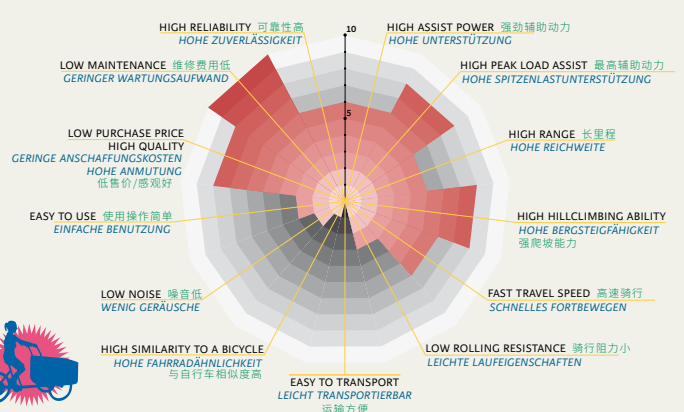 10
HIGH RELIABILITY 可靠性高
HOHE ZUVERLÄSSIGKEIT
HIGH ASSIST POWER 强劲辅助动力
HOHE UNTERSTÜTZUNG
LOW MAINTENANCE 维修费用低
GERINGER WARTUNGSAUFWAND
HIGH PEAK LOAD ASSIST 最高辅助动力
HOHE SPITZENLASTUNTERSTÜTZUNG
5
LOW PURCHASE PRICE
HIGH QUALITY
GERINGE ANSCHAFFUNGSKOSTEN
HOHE ANMUTUNG
低售价/感观好
HIGH RANGE 长里程
HOHE REICHWEITE
EASY TO USE 使用操作简单
EINFACHE BENUTZUNG
HIGH HILLCLIMBING ABILITY
HOHE BERGSTEIGFÄHIGKEIT
强爬坡能力
LOW NOISE 噪音低
WENIG GERÄUSCHE
FAST TRAVEL SPEED 高速骑行
SCHNELLES FORTBEWEGEN
HIGH SIMILARITY TO A BICYCLE
HOHE FAHRRADÄHNLICHKEIT
与自行车相似度高
LOW ROLLING RESISTANCE 骑行阻力小
LEICHTE LAUFEIGENSCHAFTEN
EASY TO TRANSPORT
LEICHT TRANSPORTIERBAR
运输方便